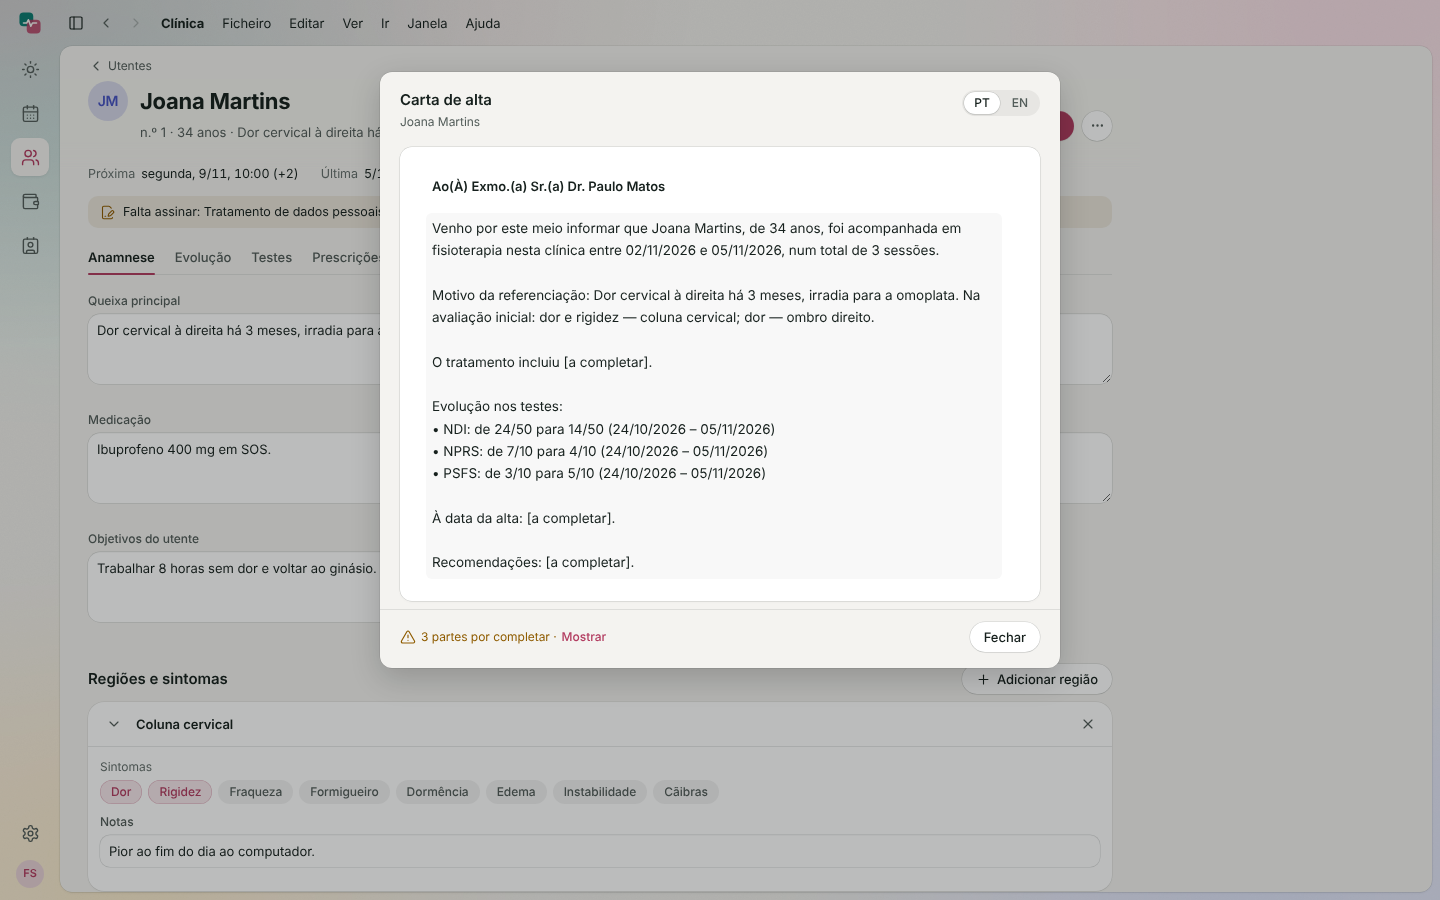 Clínica Ficheiro Editar Ver Ir Janela Ajuda
Utentes
JM
Joana Martins
n.º 1 · 34 anos · Dor cervical à direita há
Próxima segunda, 9/11, 10:00 (+2) Última 5/1
Falta assinar: Tratamento de dados pessoais
Anamnese Evolução Testes Prescrições
Queixa principal
Dor cervical à direita há 3 meses, irradia para a
Medicação
Ibuprofeno 400 mg em SOS.
Objetivos do utente
Trabalhar 8 horas sem dor e voltar ao ginásio.
Regiões e sintomas
Adicionar região
Coluna cervical
Sintomas
Dor Rigidez Fraqueza Formigueiro Dormência Edema Instabilidade Cãibras
Notas
Pior ao fim do dia ao computador.
FS
Carta de alta
PT EN
Joana Martins
Ao(À) Exmo.(a) Sr.(a) Dr. Paulo Matos
Venho por este meio informar que Joana Martins, de 34 anos, foi acompanhada em
fisioterapia nesta clínica entre 02/11/2026 e 05/11/2026, num total de 3 sessões.
Motivo da referenciação: Dor cervical à direita há 3 meses, irradia para a omoplata. Na
avaliação inicial: dor e rigidez — coluna cervical; dor — ombro direito.
O tratamento incluiu [a completar].
Evolução nos testes:
• NDI: de 24/50 para 14/50 (24/10/2026 – 05/11/2026)
• NPRS: de 7/10 para 4/10 (24/10/2026 – 05/11/2026)
• PSFS: de 3/10 para 5/10 (24/10/2026 – 05/11/2026)
À data da alta: [a completar].
Recomendações: [a completar].
3 partes por completar · Mostrar
Fechar